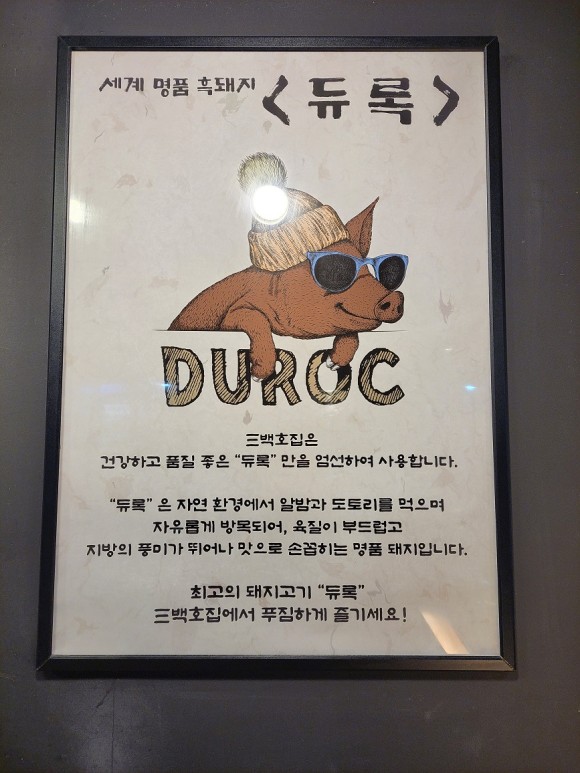 세계 명품 흑돼지 <듀록>
DUROC
三백호집은
건강하고 품질 좋은 "듀록" 만을 엄선하여 사용합니다.
"듀록" 은 자연 환경에서 알밤과 도토리를 먹으며
자유롭게 방목되어, 육질이 부드럽고
지방의 풍미가 뛰어나 맛으로 손꼽히는 명품 돼지입니다.
최고의 돼지고기 "듀록"
三백호집에서 푸짐하게 즐기세요!